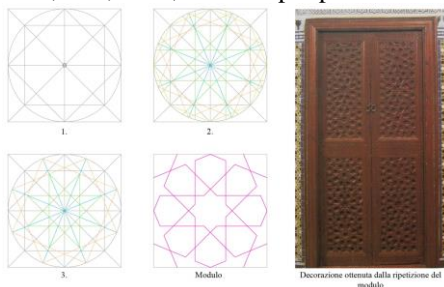 1.
2.
3.
Modulo
Decorazione ottenuta dalla ripetizione del
modulo